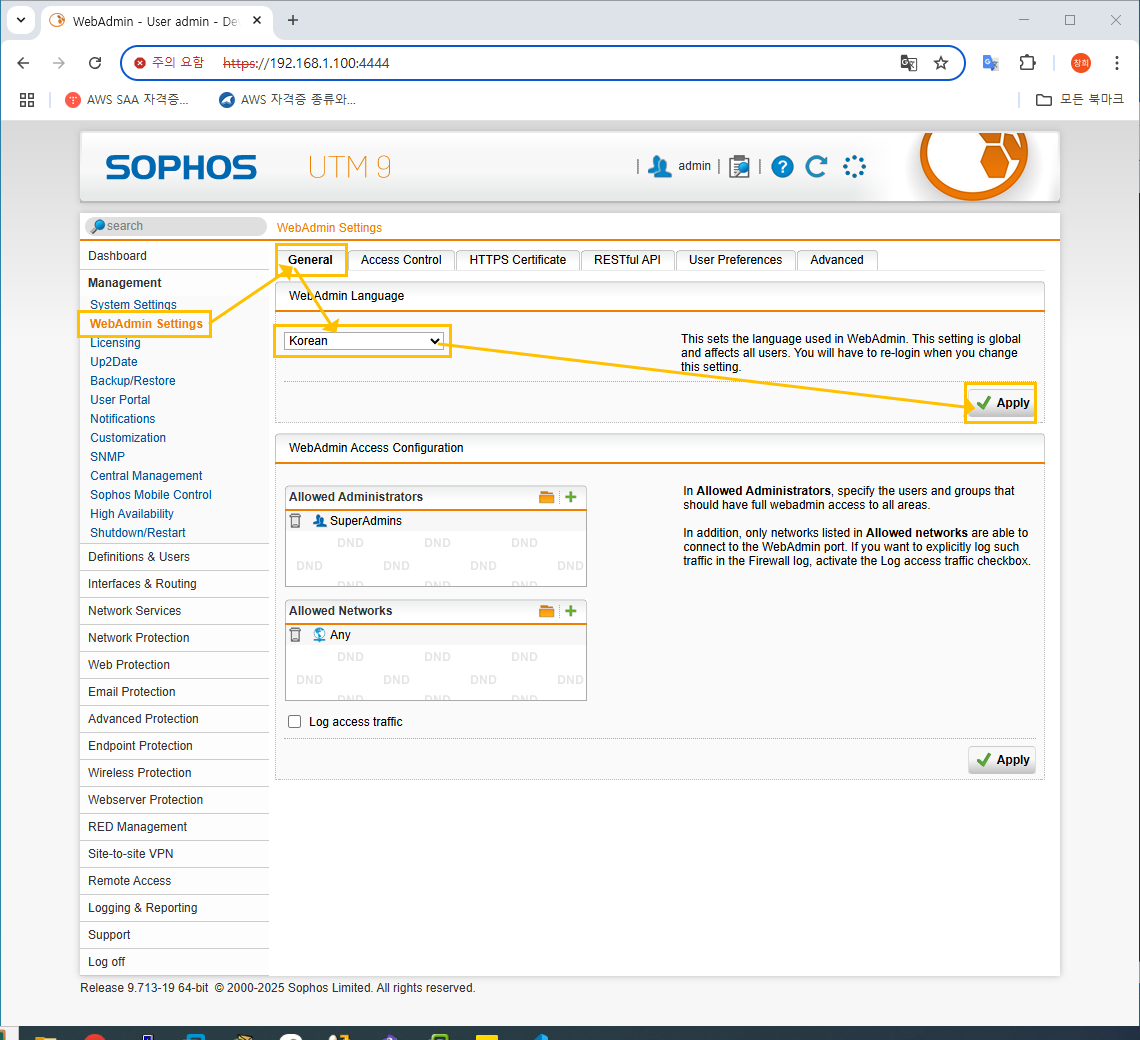 WebAdmin - User admin - De
주의 요함
https://192.168.1.100:4444
창희
AWS SAA 자격증...
AWS 자격증 종류와...
모든 북마크
SOPHOS
UTM 9
admin
search
WebAdmin Settings
Dashboard
Management
System Settings
WebAdmin Settings
Licensing
Up2Date
Backup/Restore
User Portal
Notifications
Customization
SNMP
Central Management
Sophos Mobile Control
High Availability
Shutdown/Restart
Definitions & Users
Interfaces & Routing
Network Services
Network Protection
Web Protection
Email Protection
Advanced Protection
Endpoint Protection
Wireless Protection
Webserver Protection
RED Management
Site-to-site VPN
Remote Access
Logging & Reporting
Support
Log off
General
Access Control
HTTPS Certificate
RESTful API
User Preferences
Advanced
WebAdmin Language
Korean
This sets the language used in WebAdmin. This setting is global
and affects all users. You will have to re-login when you change
this setting.
Apply
WebAdmin Access Configuration
Allowed Administrators
SuperAdmins
DND DND DND
DND DND DND DND
DND DND DND
In Allowed Administrators, specify the users and groups that
should have full webadmin access to all areas.
In addition, only networks listed in Allowed networks are able to
connect to the WebAdmin port. If you want to explicitly log such
traffic in the Firewall log, activate the Log access traffic checkbox.
Allowed Networks
Any
DND DND DND
DND DND DND DND
DND DND DND
Log access traffic
Apply
Release 9.713-19 64-bit © 2000-2025 Sophos Limited. All rights reserved.